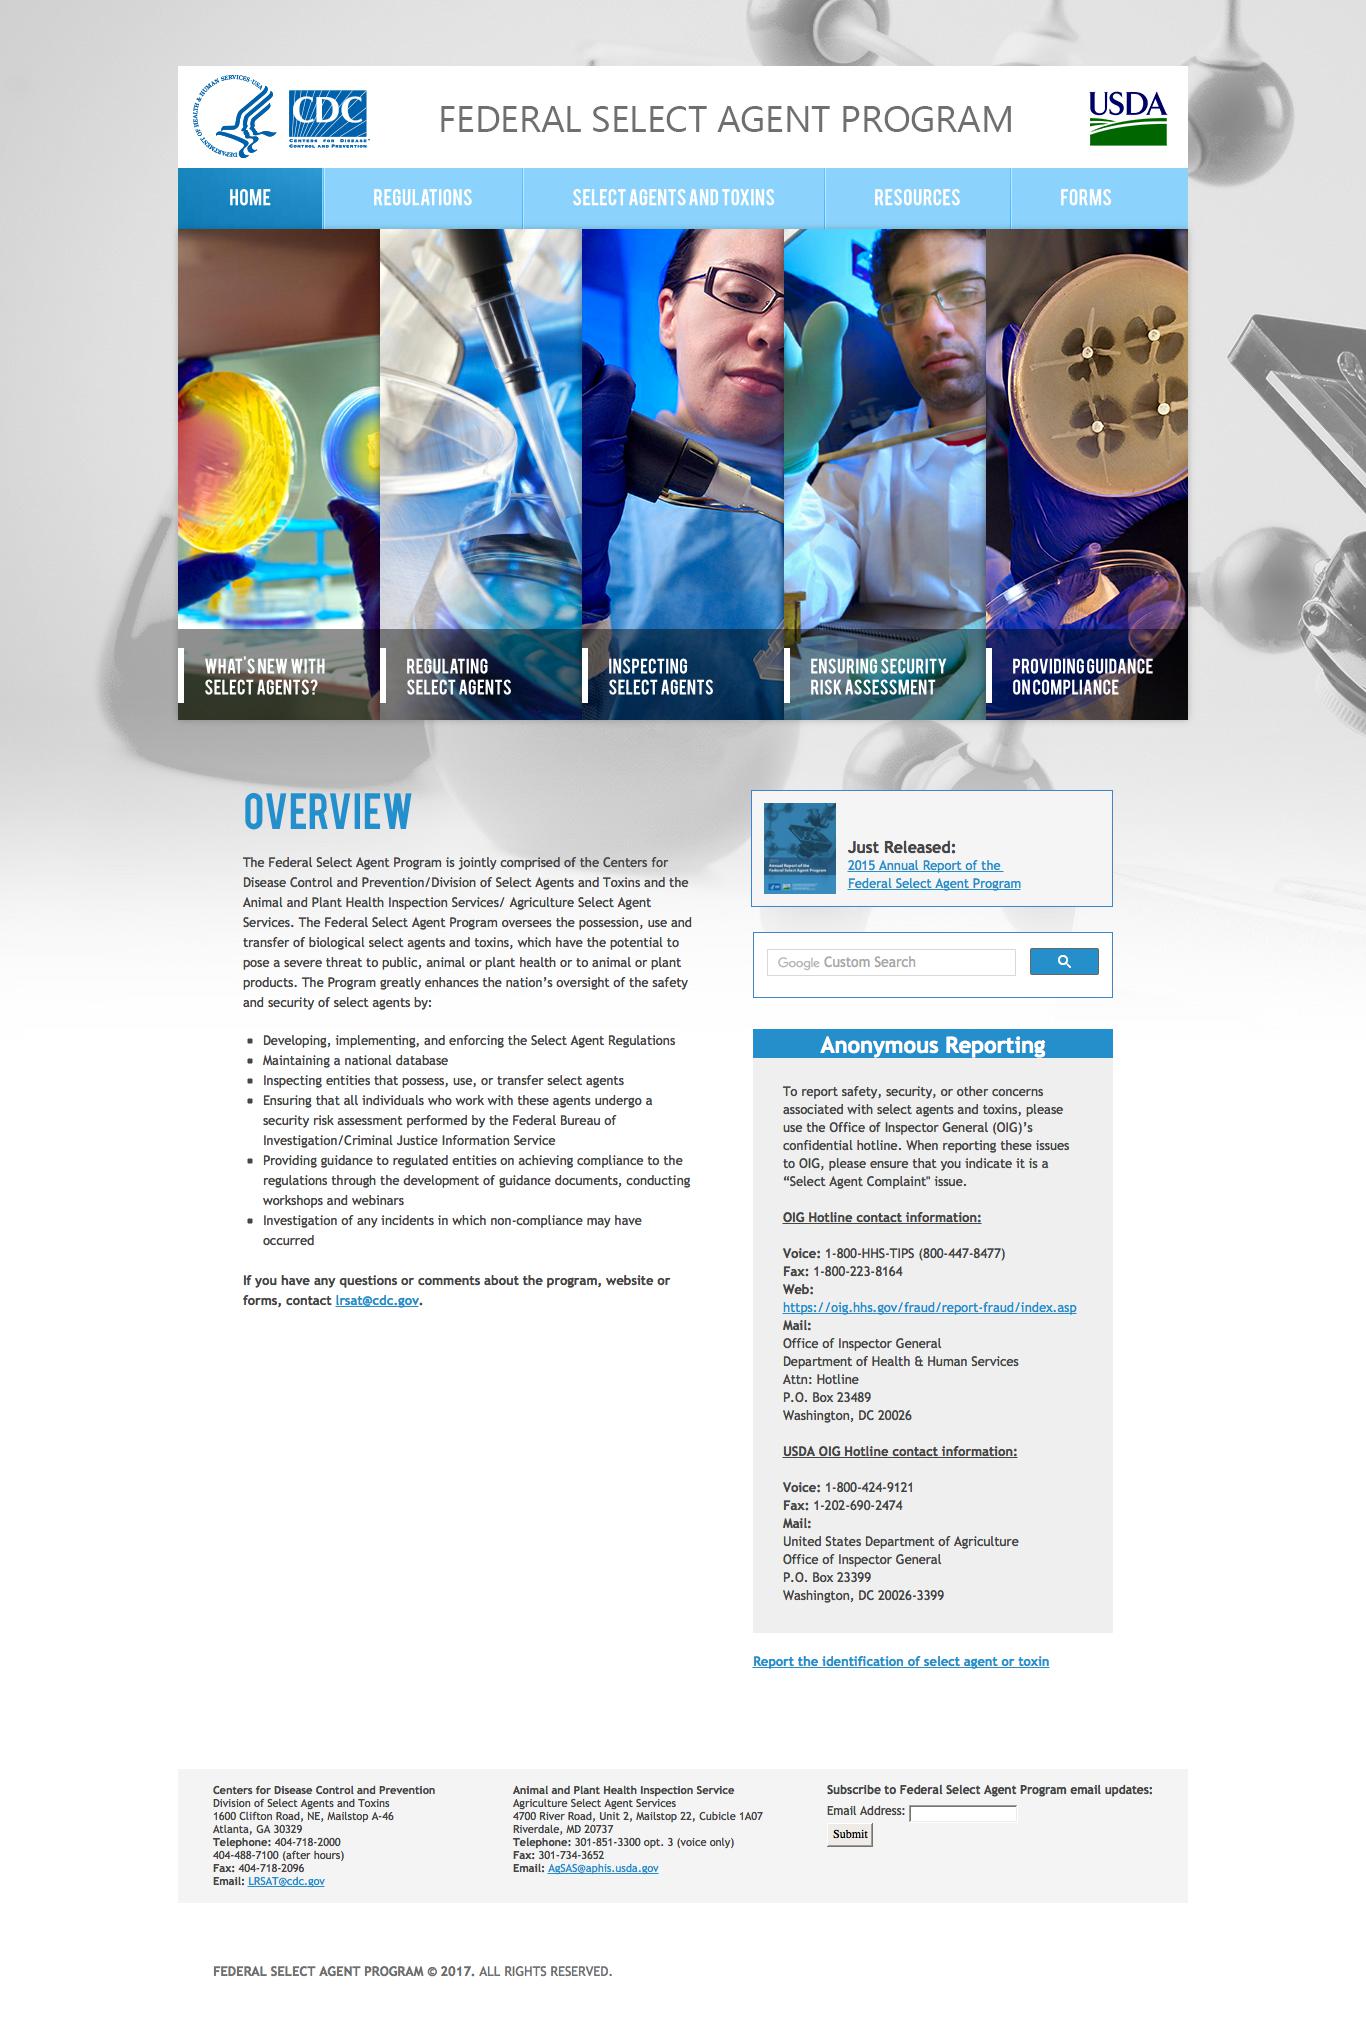 DEPARTMENT OF HEALTH & HUMAN SERVICES·USA
CDC
CENTERS FOR DISEASE
CONTROL AND PREVENTION
FEDERAL SELECT AGENT PROGRAM
USDA
HOME
REGULATIONS
SELECT AGENTS AND TOXINS
RESOURCES
FORMS
WHAT'S NEW WITH
SELECT AGENTS?
REGULATING
SELECT AGENTS
INSPECTING
SELECT AGENTS
ENSURING SECURITY
RISK ASSESSMENT
PROVIDING GUIDANCE
ON COMPLIANCE
OVERVIEW
The Federal Select Agent Program is jointly comprised of the Centers for
Disease Control and Prevention/Division of Select Agents and Toxins and the
Animal and Plant Health Inspection Services/ Agriculture Select Agent
Services. The Federal Select Agent Program oversees the possession, use and
transfer of biological select agents and toxins, which have the potential to
pose a severe threat to public, animal or plant health or to animal or plant
products. The Program greatly enhances the nation’s oversight of the safety
and security of select agents by:
Developing, implementing, and enforcing the Select Agent Regulations
Maintaining a national database
Inspecting entities that possess, use, or transfer select agents
Ensuring that all individuals who work with these agents undergo a
security risk assessment performed by the Federal Bureau of
Investigation/Criminal Justice Information Service
Providing guidance to regulated entities on achieving compliance to the
regulations through the development of guidance documents, conducting
workshops and webinars
Investigation of any incidents in which non-compliance may have
occurred
If you have any questions or comments about the program, website or
forms, contact lrsat@cdc.gov.
Annual Report of the
Federal Select Agent Program
Just Released:
2015 Annual Report of the
Federal Select Agent Program
Google Custom Search
Anonymous Reporting
To report safety, security, or other concerns
associated with select agents and toxins, please
use the Office of Inspector General (OIG)’s
confidential hotline. When reporting these issues
to OIG, please ensure that you indicate it is a
“Select Agent Complaint" issue.
OIG Hotline contact information:
Voice: 1-800-HHS-TIPS (800-447-8477)
Fax: 1-800-223-8164
Web:
https://oig.hhs.gov/fraud/report-fraud/index.asp
Mail:
Office of Inspector General
Department of Health & Human Services
Attn: Hotline
P.O. Box 23489
Washington, DC 20026
USDA OIG Hotline contact information:
Voice: 1-800-424-9121
Fax: 1-202-690-2474
Mail:
United States Department of Agriculture
Office of Inspector General
P.O. Box 23399
Washington, DC 20026-3399
Report the identification of select agent or toxin
Centers for Disease Control and Prevention
Division of Select Agents and Toxins
1600 Clifton Road, NE, Mailstop A-46
Atlanta, GA 30329
Telephone: 404-718-2000
404-488-7100 (after hours)
Fax: 404-718-2096
Email: LRSAT@cdc.gov
Animal and Plant Health Inspection Service
Agriculture Select Agent Services
4700 River Road, Unit 2, Mailstop 22, Cubicle 1A07
Riverdale, MD 20737
Telephone: 301-851-3300 opt. 3 (voice only)
Fax: 301-734-3652
Email: AgSAS@aphis.usda.gov
Subscribe to Federal Select Agent Program email updates:
Email Address:
Submit
FEDERAL SELECT AGENT PROGRAM © 2017. ALL RIGHTS RESERVED.